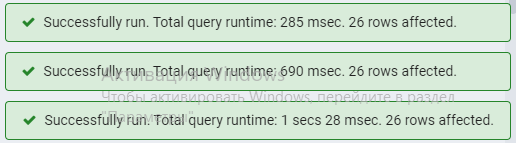 Successfully run. Total query runtime: 285 msec. 26 rows affected.
Successfully run. Total query runtime: 690 msec. 26 rows affected.
Активация Windows
Чтобы активировать Windows, перейдите в раздел
Successfully run. Total query runtime: 1 secs 28 msec. 26 rows affected.
"Параметры".